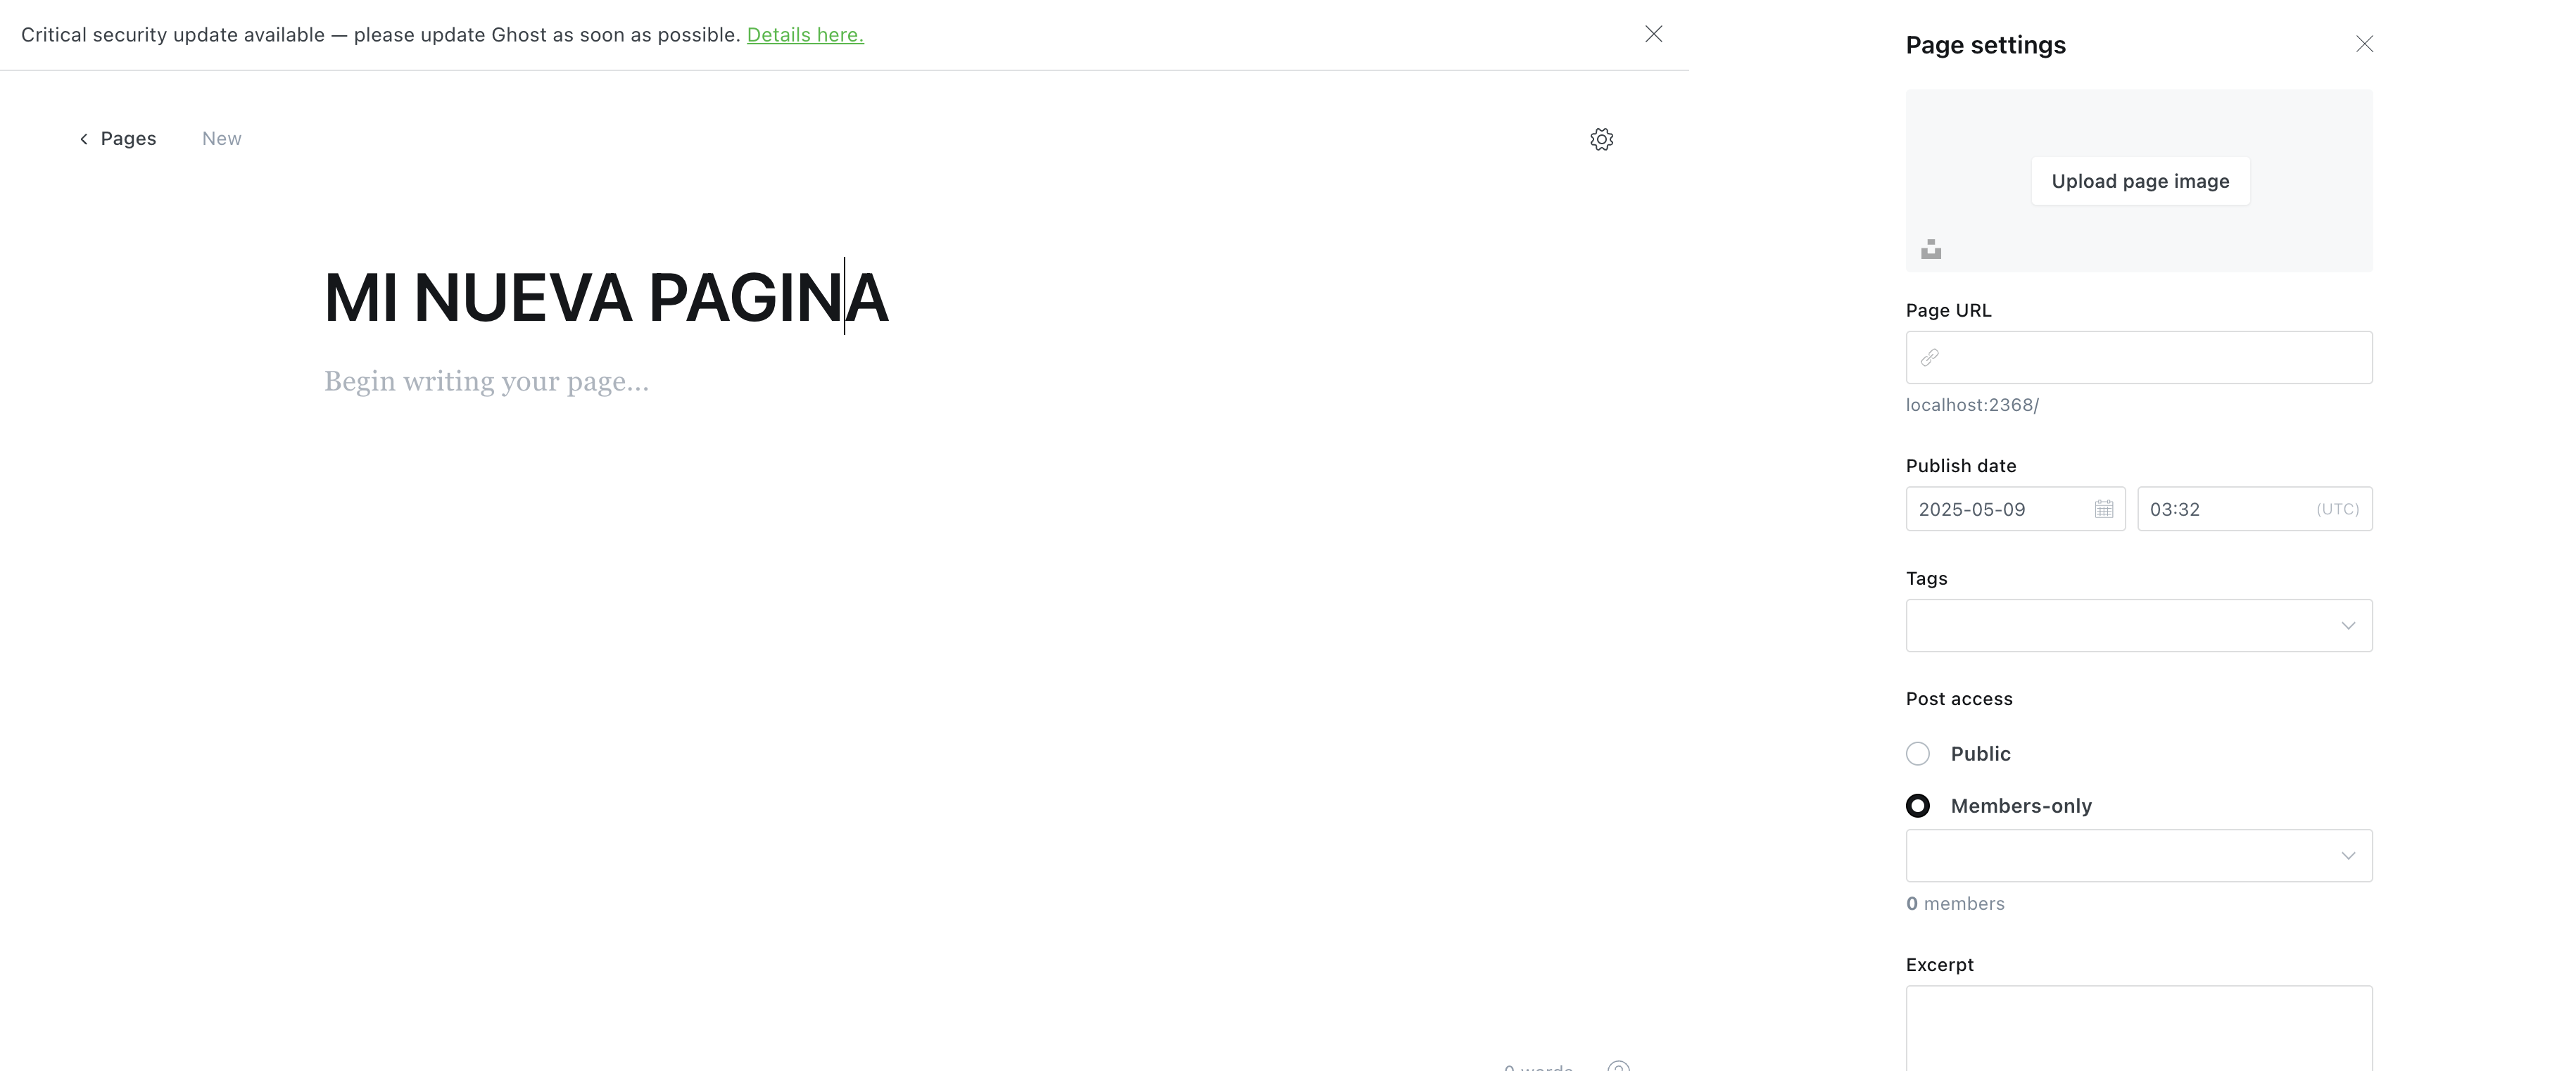 Critical security update available — please update Ghost as soon as possible. Details here.
Pages
New
MI NUEVA PAGINA
Begin writing your page...
0 words
Page settings
Upload page image
Page URL
localhost:2368/
Publish date
2025-05-09
03:32
(UTC)
Tags
Post access
Public
Members-only
0 members
Excerpt